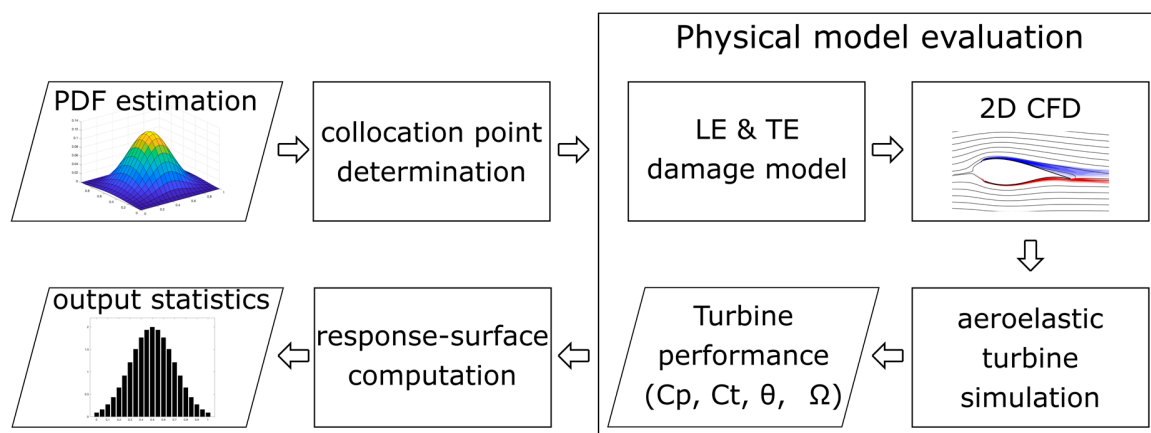 Physical model evaluation
PDF estimation
collocation point
determination
LE & TE
damage model
2D CFD
aeroelastic
turbine
simulation
Turbine
performance
(Cp, Ct, θ, Ω)
response-surface
computation
output statistics